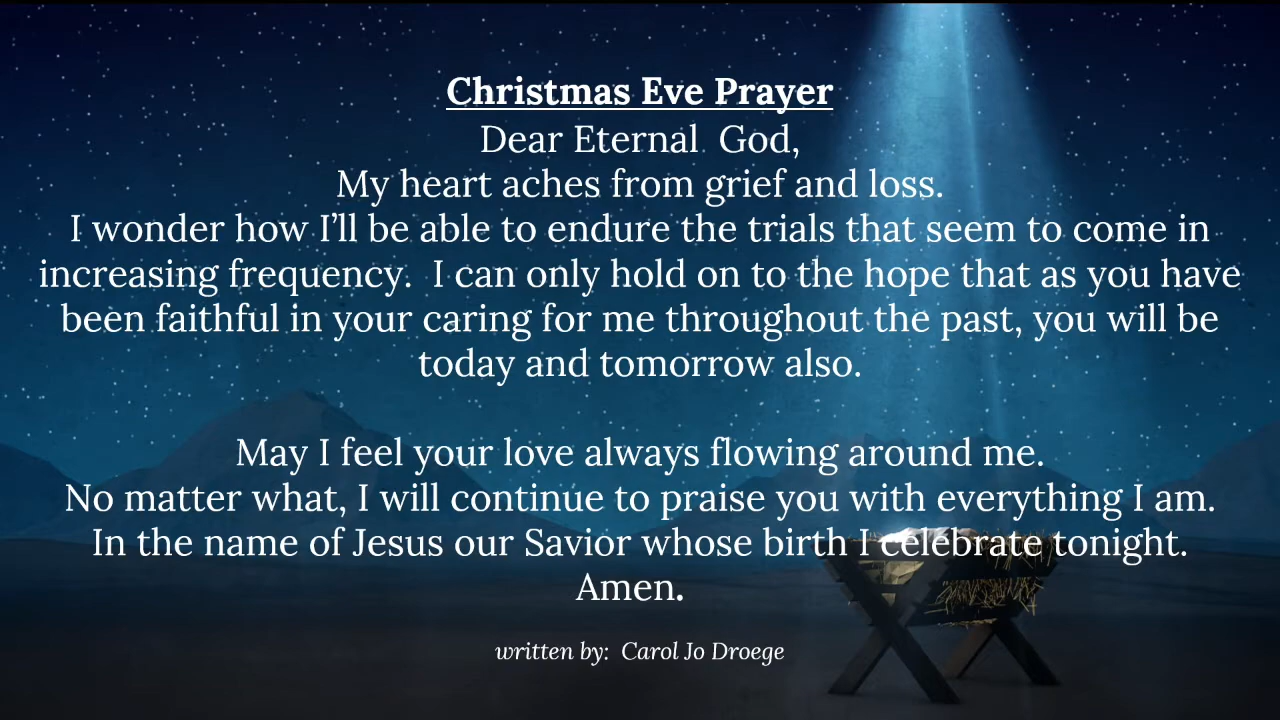 Christmas Eve Prayer
Dear Eternal  God,
My heart aches from grief and loss.
I wonder how I’ll be able to endure the trials that seem to come in
increasing frequency.  I can only hold on to the hope that as you have
been faithful in your caring for me throughout the past, you will be
today and tomorrow also.
May I feel your love always flowing around me.
No matter what, I will continue to praise you with everything I am.
In the name of Jesus our Savior whose birth I celebrate tonight.
Amen.
written by:  Carol Jo Droege